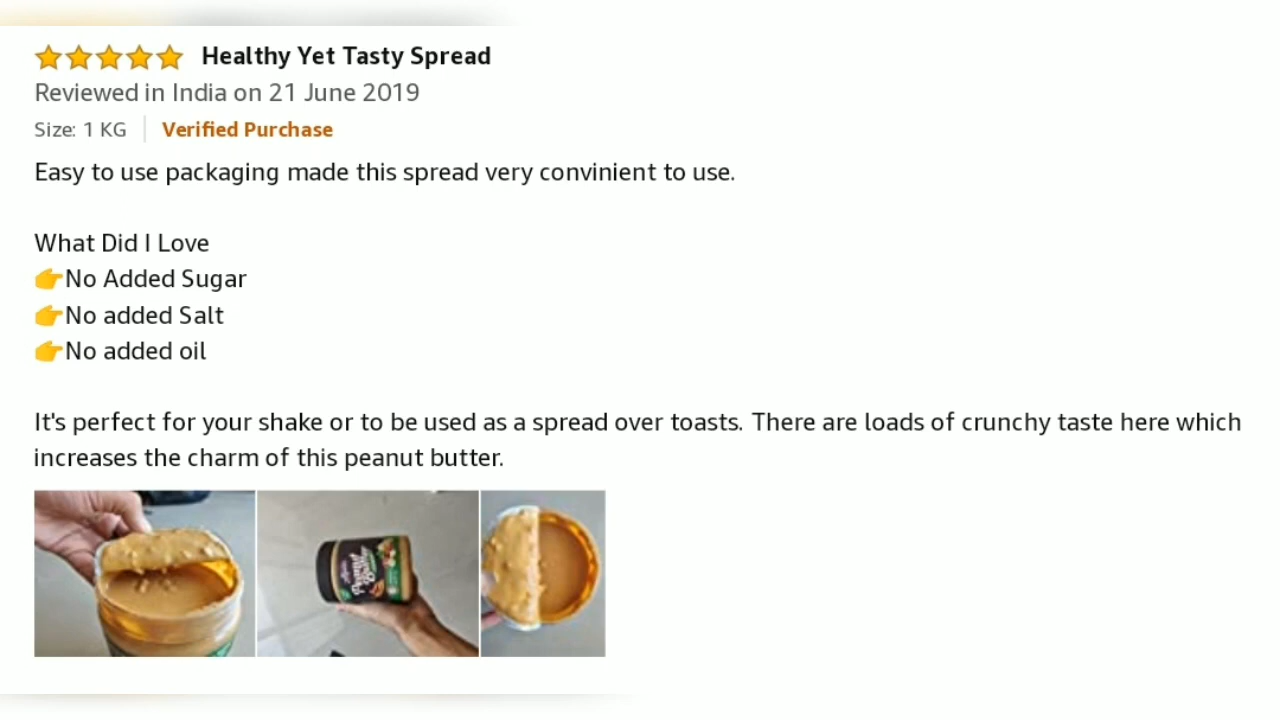 Healthy Yet Tasty Spread
Reviewed in India on 21 June 2019
Size: 1 KG Verified Purchase
Easy to use packaging made this spread very convinient to use.
What Did I Love
👉No Added Sugar
👉No added Salt
👉No added oil
It's perfect for your shake or to be used as a spread over toasts. There are loads of crunchy taste here which
increases the charm of this peanut butter.
Peanut
Butter